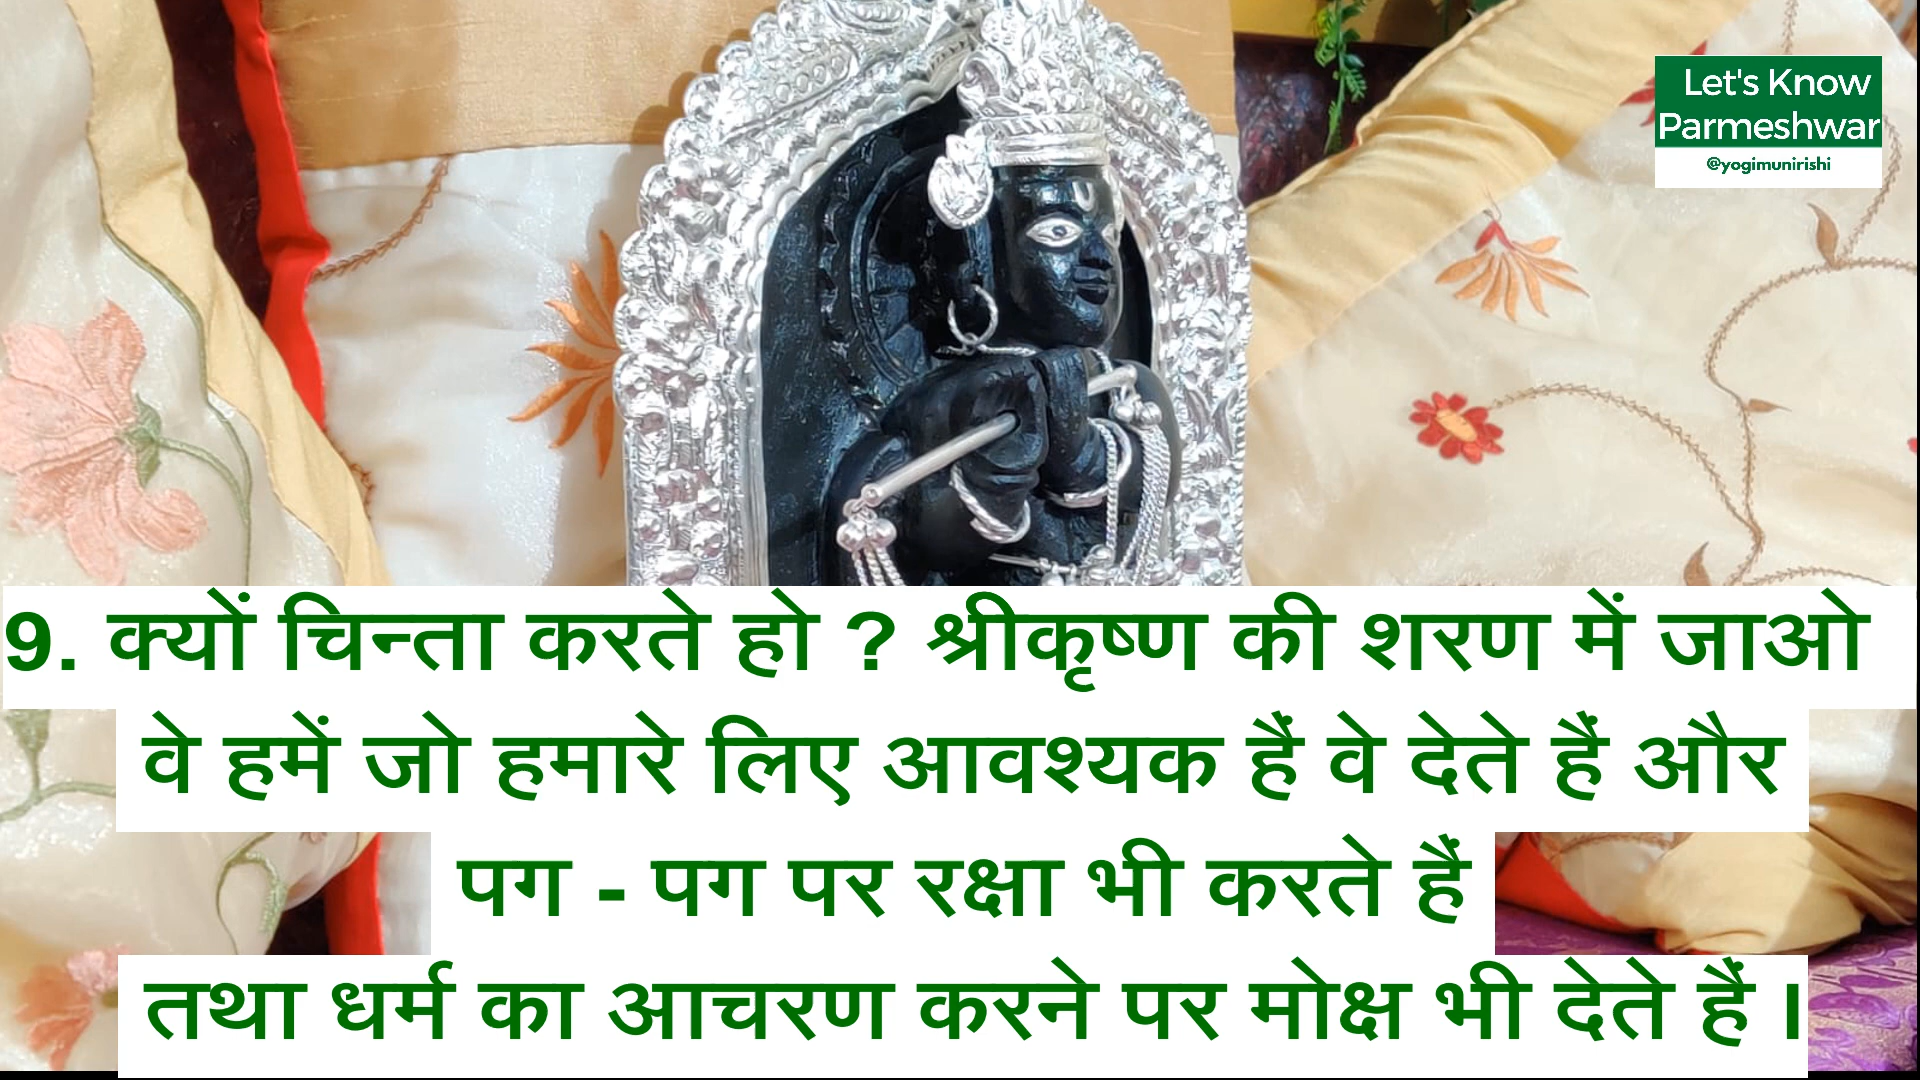 Let's Know
Parmeshwar
@yogimunirishi
9. क्यों चिन्ता करते हो ? श्रीकृष्ण की शरण में जाओ
वे हमें जो हमारे लिए आवश्यक हैं वे देते हैं और
पग - पग पर रक्षा भी करते हैं
तथा धर्म का आचरण करने पर मोक्ष भी देते हैं ।